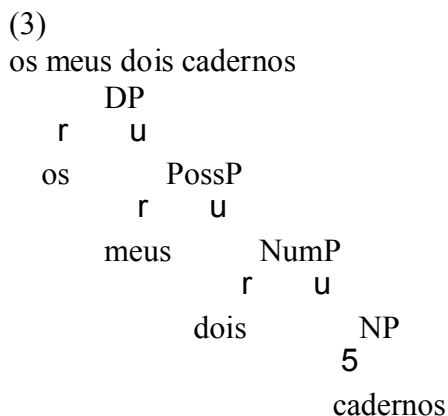 (3)
os meus dois cadernos
DP
r u
os PossP
r u
meus NumP
r u
dois NP
5
cadernos